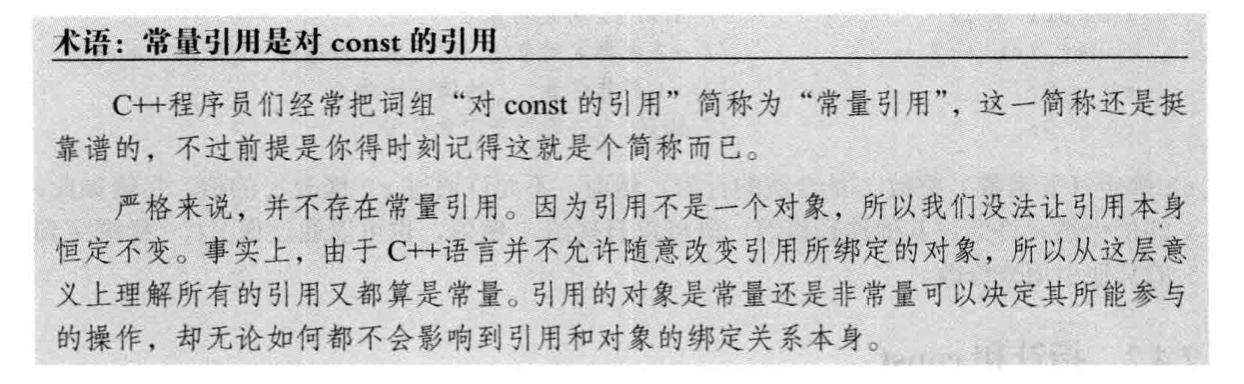 术语：常量引用是对 const 的引用
C++程序员们经常把词组“对 const 的引用”简称为“常量引用”，这一简称还是挺
靠谱的，不过前提是你得时刻记得这就是个简称而已。
严格来说，并不存在常量引用。因为引用不是一个对象，所以我们没法让引用本身
恒定不变。事实上，由于 C++语言并不允许随意改变引用所绑定的对象，所以从这层意
义上理解所有的引用又都算是常量。引用的对象是常量还是非常量可以决定其所能参与
的操作，却无论如何都不会影响到引用和对象的绑定关系本身。